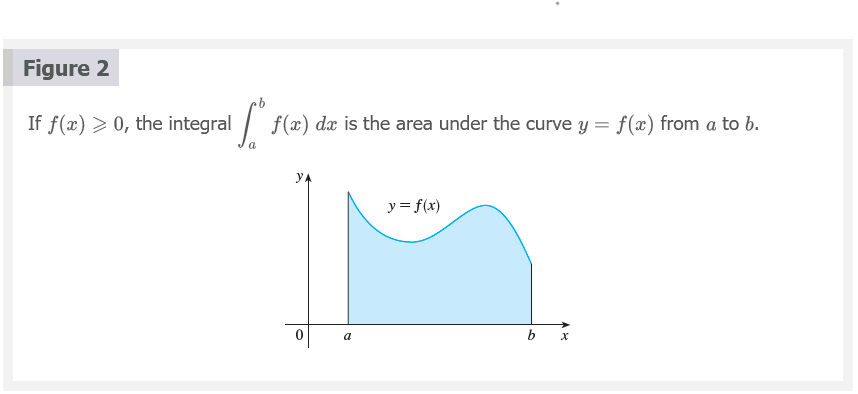 Figure 2
If f(x) ⩾ 0, the integral ∫_a^b f(x) dx is the area under the curve y = f(x) from a to b.
y
y = f(x)
0 a b x